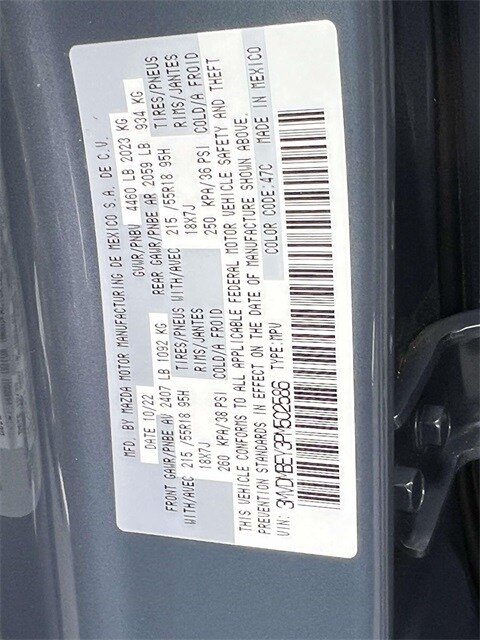 MFD. BY MAZDA MOTOR MANUFACTURING DE MEXICO S.A. DE C.V.
DATE 10/22 GVWR/PNBV 4460 LB 2023 KG
FRONT GAWR/PNBE AV 2407 LB 1092 KG REAR GAWR/PNBE AR 2059 LB 934 KG
WITH/AVEC 215 /55R18 95H TIRES/PNEUS WITH/AVEC 215 /55R18 95H TIRES/PNEUS
18X7J RIMS/JANTES 18X7J RIMS/JANTES
260 KPA/38 PSI COLD/A FROID 250 KPA/36 PSI COLD/A FROID
THIS VEHICLE CONFORMS TO ALL APPLICABLE FEDERAL MOTOR VEHICLE SAFETY AND THEFT
PREVENTION STANDARDS IN EFFECT ON THE DATE OF MANUFACTURE SHOWN ABOVE.
VIN: 3MVDMBEY3PM502586 TYPE:MPV COLOR CODE:47C MADE IN MEXICO